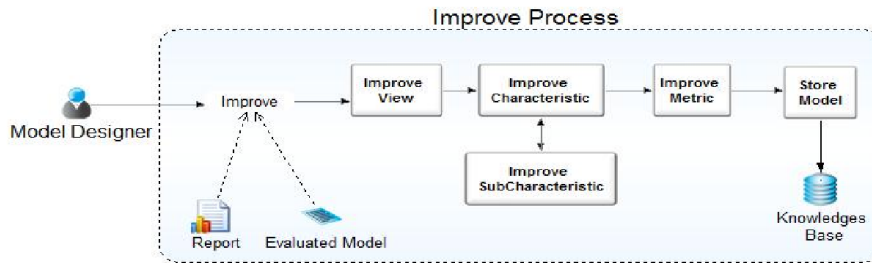 Improve Process
Model Designer
Improve
Improve
View
Improve
Characteristic
Improve
Metric
Store
Model
Improve
SubCharacteristic
Report
Evaluated Model
Knowledges
Base